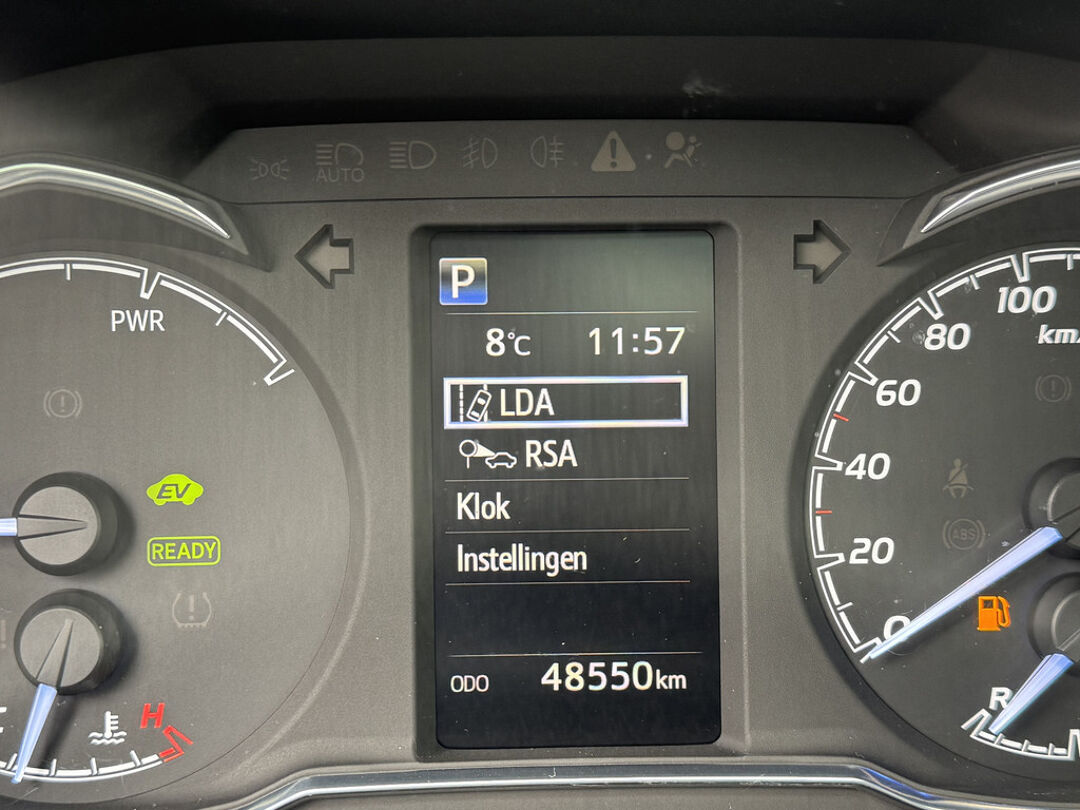 AUTO
P
PWR
8°C 11:57
LDA
RSA
Klok
Instellingen
ODO 48550km
EV
READY
H
100
80
km/
60
40
20
0
ABS
R